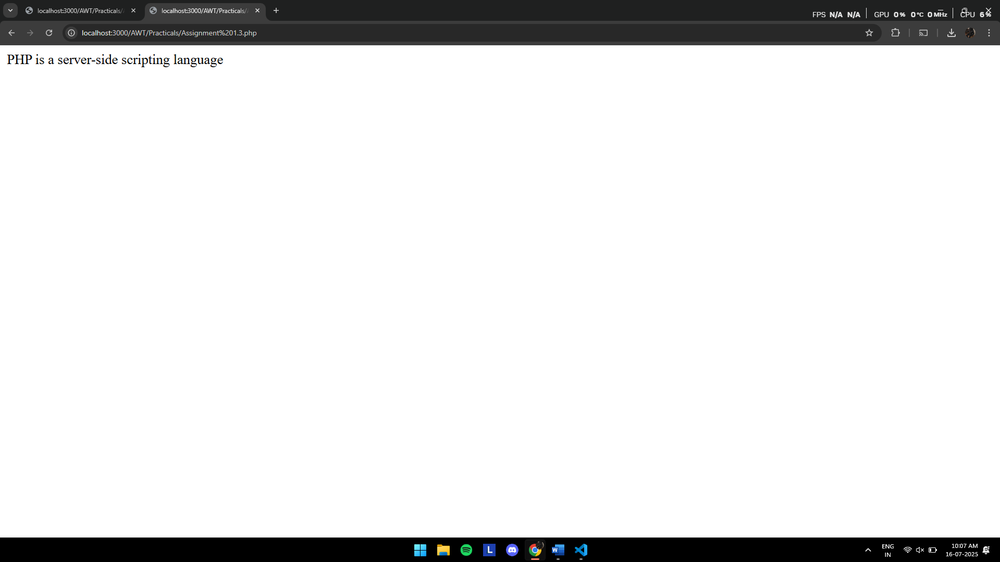 localhost:3000/AWT/Practicals/
localhost:3000/AWT/Practicals/
FPS N/A N/A GPU 0 % 0 °C 0 MHz CPU 6 %
localhost:3000/AWT/Practicals/Assignment%201.3.php
PHP is a server-side scripting language
L
W
ENG
IN
10:07 AM
16-07-2025